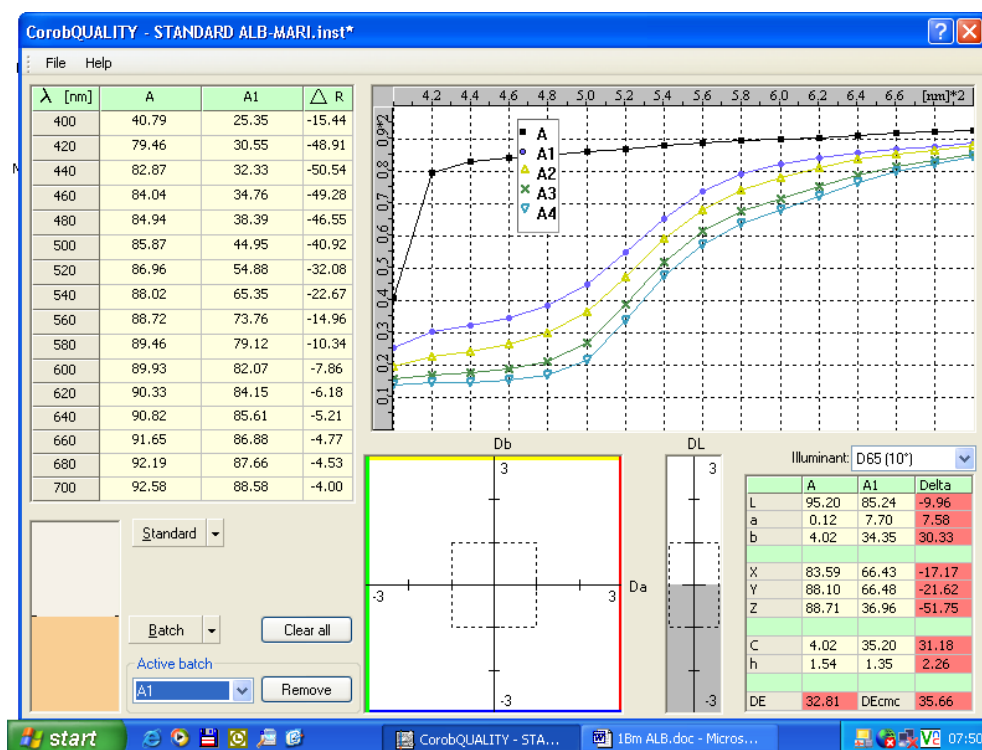 CorobQUALITY - STANDARD ALB-MARI.inst*
File Help
λ [nm] A A1 △ R
400 40.79 25.35 -15.44
420 79.46 30.55 -48.91
440 82.87 32.33 -50.54
460 84.04 34.76 -49.28
480 84.94 38.39 -46.55
500 85.87 44.95 -40.92
520 86.96 54.88 -32.08
540 88.02 65.35 -22.67
560 88.72 73.76 -14.96
580 89.46 79.12 -10.34
600 89.93 82.07 -7.86
620 90.33 84.15 -6.18
640 90.82 85.61 -5.21
660 91.65 86.88 -4.77
680 92.19 87.66 -4.53
700 92.58 88.58 -4.00
4.2 4.4 4.6 4.8 5.0 5.2 5.4 5.6 5.8 6.0 6.2 6.4 6.6 [nm]*2
0,9*2
0,8
0,7
0,6
0,5
0,4
0,3
0,2
0,1
A
A1
A2
A3
A4
Standard
Batch
Clear all
Active batch
A1
Remove
Db
3
-3 3 Da
-3
DL
3
-3
Illuminant: D65 (10°)
A A1 Delta
L 95.20 85.24 -9.96
a 0.12 7.70 7.58
b 4.02 34.35 30.33
X 83.59 66.43 -17.17
Y 88.10 66.48 -21.62
Z 88.71 36.96 -51.75
C 4.02 35.20 31.18
h 1.54 1.35 2.26
DE 32.81 DEcmc 35.66
start
CorobQUALITY - STA...
1Bm ALB.doc - Micros...
07:50